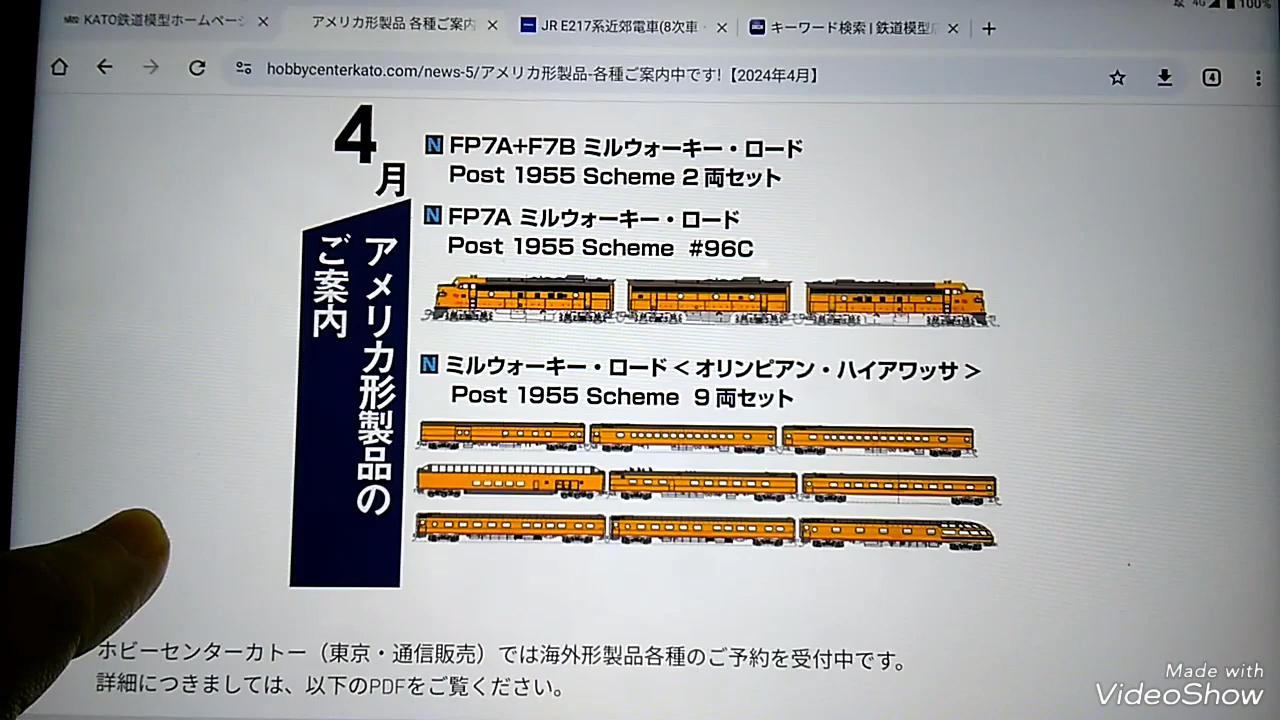 4G 100%
KATO鉄道模型ホームペー
アメリカ形製品 各種ご案内
JR E217系近郊電車(8次車
キーワード検索 | 鉄道模型
hobbycenterkato.com/news-5/アメリカ形製品-各種ご案内中です!【2024年4月】
4
4月
アメリカ形製品の
ご案内
N FP7A+F7B ミルウォーキー・ロード
Post 1955 Scheme 2両セット
N FP7A ミルウォーキー・ロード
Post 1955 Scheme #96C
N ミルウォーキー・ロード < オリンピアン・ハイアワッサ >
Post 1955 Scheme 9両セット
ホビーセンターカトー（東京・通信販売）では海外形製品各種のご予約を受付中です。
詳細につきましては、以下のPDFをご覧ください。
Made with
VideoShow